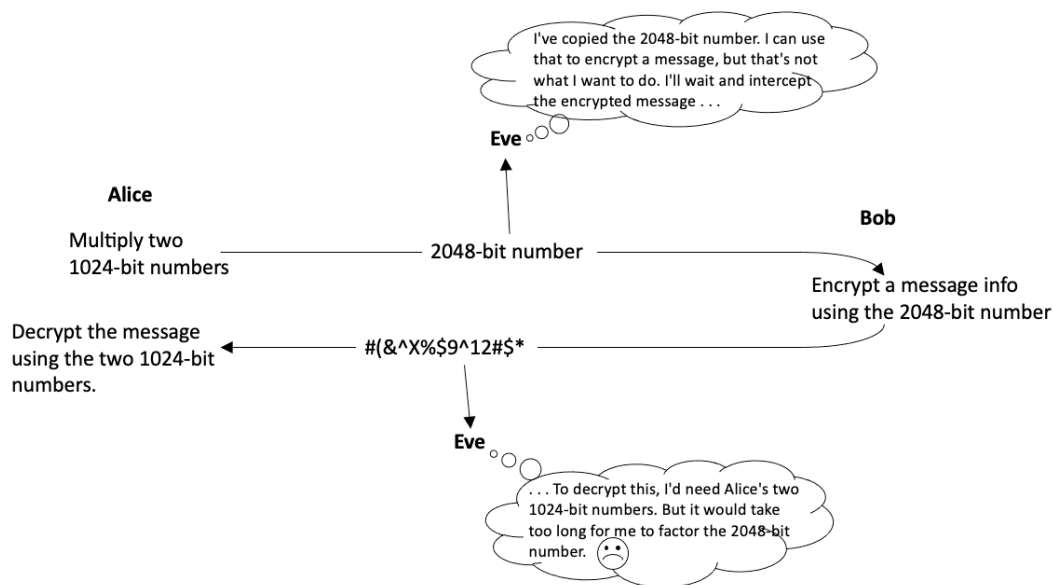 I've copied the 2048-bit number. I can use
that to encrypt a message, but that's not
what I want to do. I'll wait and intercept
the encrypted message . . .
Eve
Alice
Multiply two
1024-bit numbers
2048-bit number
Bob
Encrypt a message info
using the 2048-bit number
Decrypt the message
using the two 1024-bit
numbers.
#(&^X%$9^12#$*
Eve
. . . To decrypt this, I'd need Alice's two
1024-bit numbers. But it would take
too long for me to factor the 2048-bit
number.